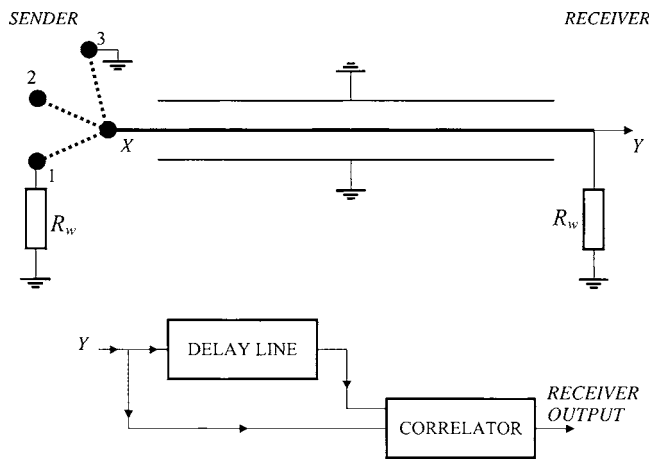 SENDER
RECEIVER
3
2
X
Y
1
R_w
R_w
Y
DELAY LINE
RECEIVER
OUTPUT
CORRELATOR